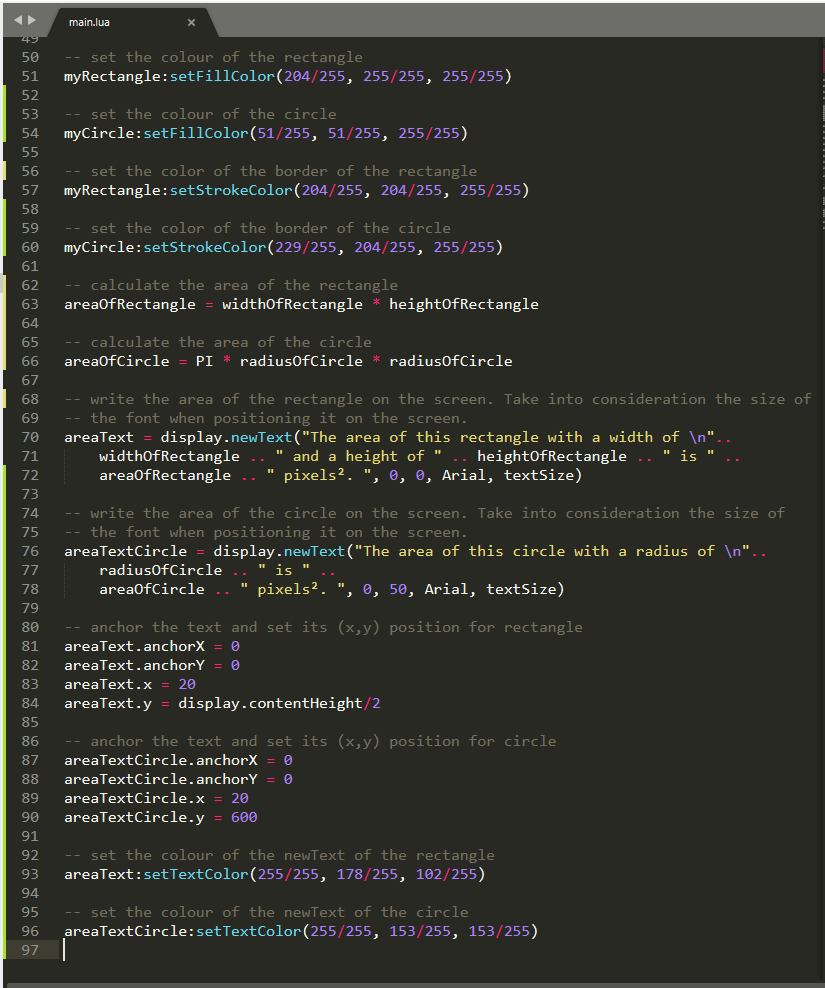 main.lua
49
50 -- set the colour of the rectangle
51 myRectangle:setFillColor(204/255, 255/255, 255/255)
52
53 -- set the colour of the circle
54 myCircle:setFillColor(51/255, 51/255, 255/255)
55
56 -- set the color of the border of the rectangle
57 myRectangle:setStrokeColor(204/255, 204/255, 255/255)
58
59 -- set the color of the border of the circle
60 myCircle:setStrokeColor(229/255, 204/255, 255/255)
61
62 -- calculate the area of the rectangle
63 areaOfRectangle = widthOfRectangle * heightOfRectangle
64
65 -- calculate the area of the circle
66 areaOfCircle = PI * radiusOfCircle * radiusOfCircle
67
68 -- write the area of the rectangle on the screen. Take into consideration the size of
69 -- the font when positioning it on the screen.
70 areaText = display.newText("The area of this rectangle with a width of \n"..
71     widthOfRectangle .. " and a height of " .. heightOfRectangle .. " is " ..
72     areaOfRectangle .. " pixels². ", 0, 0, Arial, textSize)
73
74 -- write the area of the circle on the screen. Take into consideration the size of
75 -- the font when positioning it on the screen.
76 areaTextCircle = display.newText("The area of this circle with a radius of \n"..
77     radiusOfCircle .. " is " ..
78     areaOfCircle .. " pixels². ", 0, 50, Arial, textSize)
79
80 -- anchor the text and set its (x,y) position for rectangle
81 areaText.anchorX = 0
82 areaText.anchorY = 0
83 areaText.x = 20
84 areaText.y = display.contentHeight/2
85
86 -- anchor the text and set its (x,y) position for circle
87 areaTextCircle.anchorX = 0
88 areaTextCircle.anchorY = 0
89 areaTextCircle.x = 20
90 areaTextCircle.y = 600
91
92 -- set the colour of the newText of the rectangle
93 areaText:setTextColor(255/255, 178/255, 102/255)
94
95 -- set the colour of the newText of the circle
96 areaTextCircle:setTextColor(255/255, 153/255, 153/255)
97